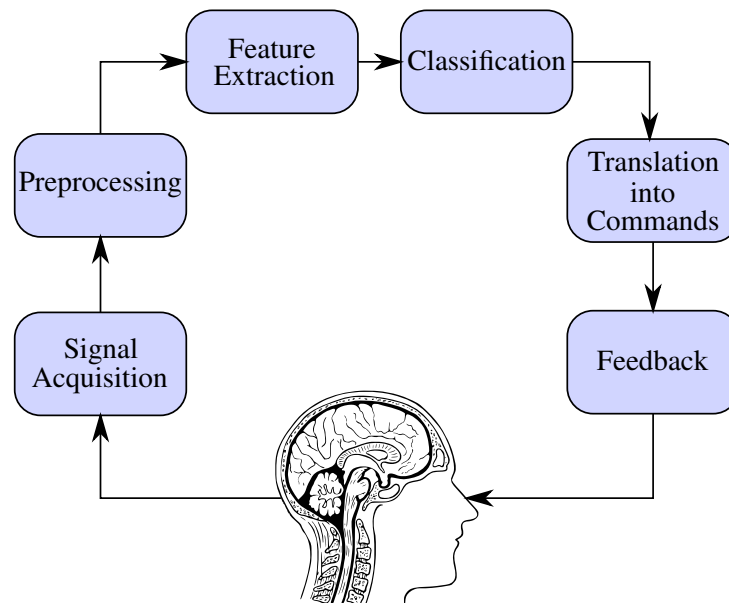 Feature
Extraction
Classification
Preprocessing
Translation
into
Commands
Signal
Acquisition
Feedback